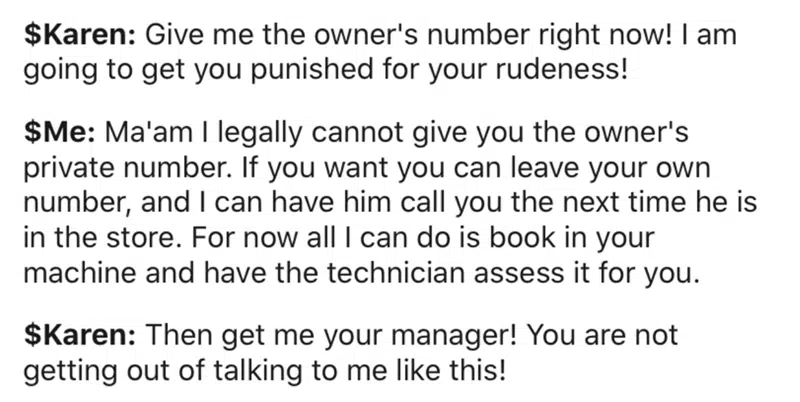 $Karen: Give me the owner's number right now! I am
going to get you punished for your rudeness!
$Me: Ma'am I legally cannot give you the owner's
private number. If you want you can leave your own
number, and I can have him call you the next time he is
in the store. For now all I can do is book in your
machine and have the technician assess it for you.
$Karen: Then get me your manager! You are not
getting out of talking to me like this!